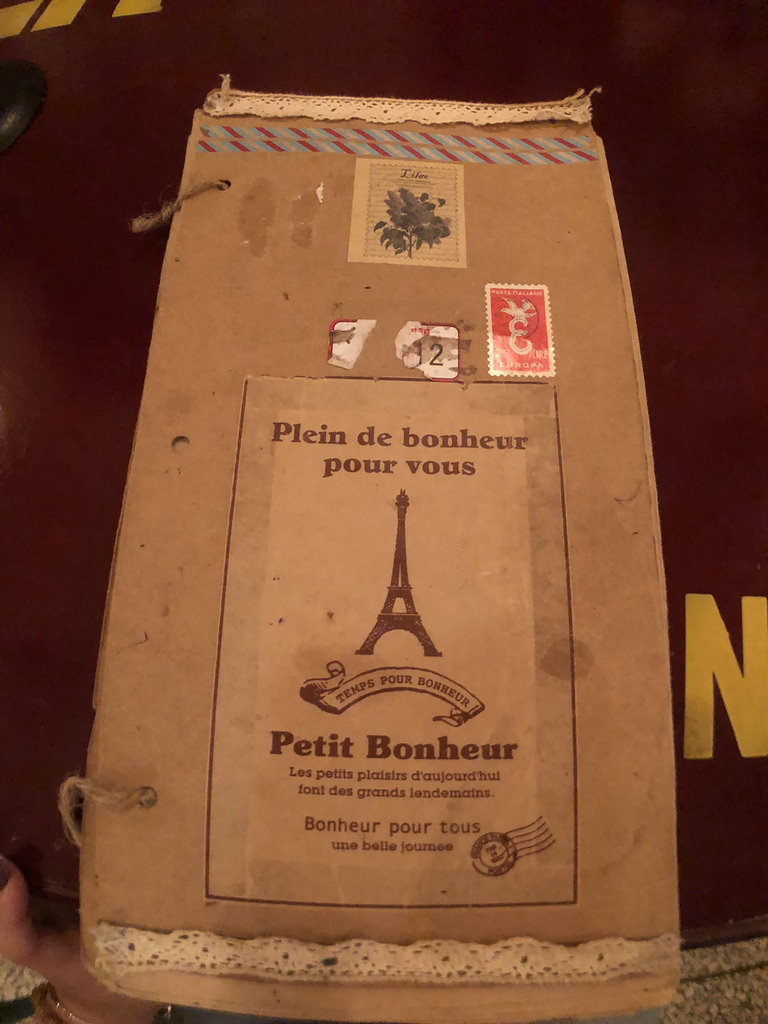 Lilac
POSTE ITALIANE
LIRE
EUROPA
12
Plein de bonheur
pour vous
TEMPS POUR BONHEUR
Petit Bonheur
Les petits plaisirs d'aujourd'hui
font des grands lendemains.
Bonheur pour tous
une belle journee
N